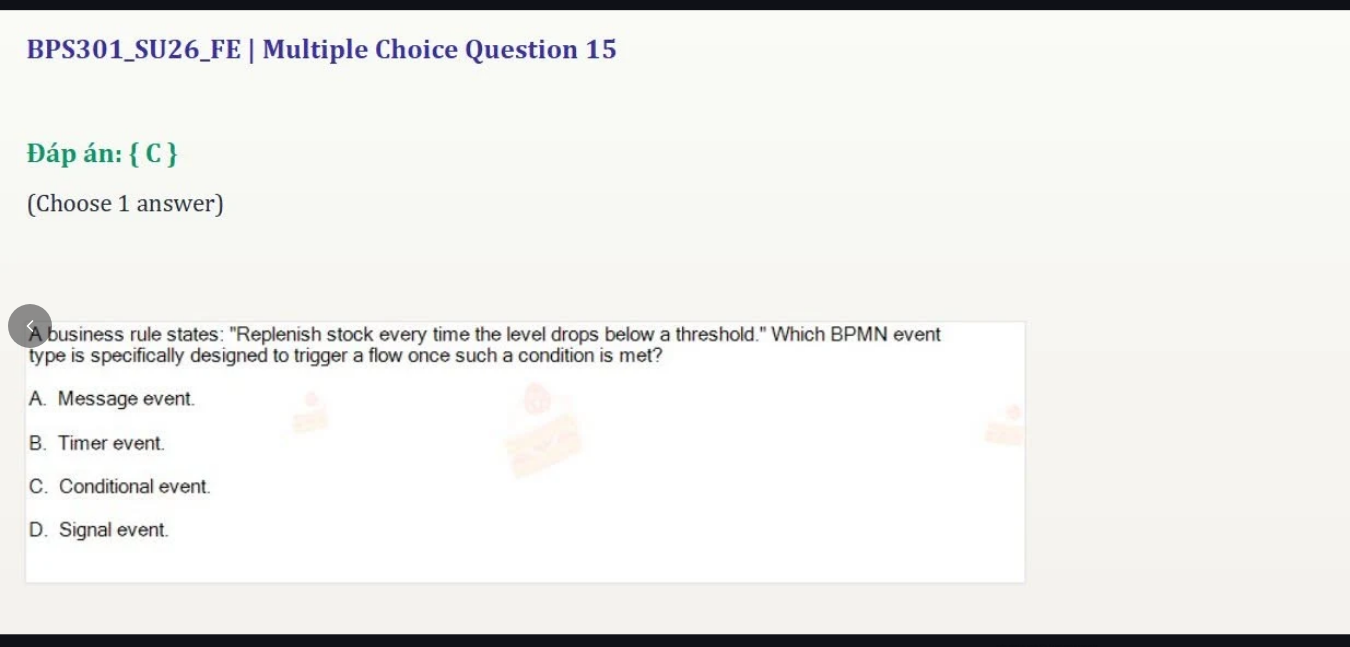 BPS301_SU26_FE | Multiple Choice Question 15
Đáp án: { C }
(Choose 1 answer)
A business rule states: "Replenish stock every time the level drops below a threshold." Which BPMN event
type is specifically designed to trigger a flow once such a condition is met?
A. Message event.
B. Timer event.
C. Conditional event.
D. Signal event.